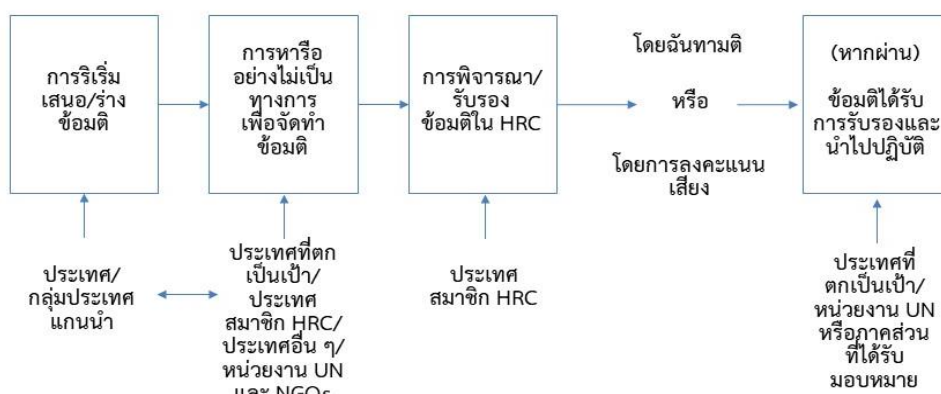 การริเริ่ม
เสนอ/ร่าง
ข้อมติ
การหารือ
อย่างไม่เป็น
ทางการ
เพื่อจัดทำ
ข้อมติ
การพิจารณา/
รับรอง
ข้อมติใน HRC
โดยฉันทามติ
หรือ
โดยการลงคะแนน
เสียง
(หากผ่าน)
ข้อมติได้รับ
การรับรองและ
นำไปปฏิบัติ
ประเทศ/
กลุ่มประเทศ
แกนนำ
ประเทศที่ตก
เป็นเป้า/
ประเทศ
สมาชิก HRC/
ประเทศอื่น ๆ/
หน่วยงาน UN
และ NGOs
ประเทศ
สมาชิก HRC
ประเทศที่
ตกเป็นเป้า/
หน่วยงาน UN
หรือภาคส่วน
ที่ได้รับ
มอบหมาย